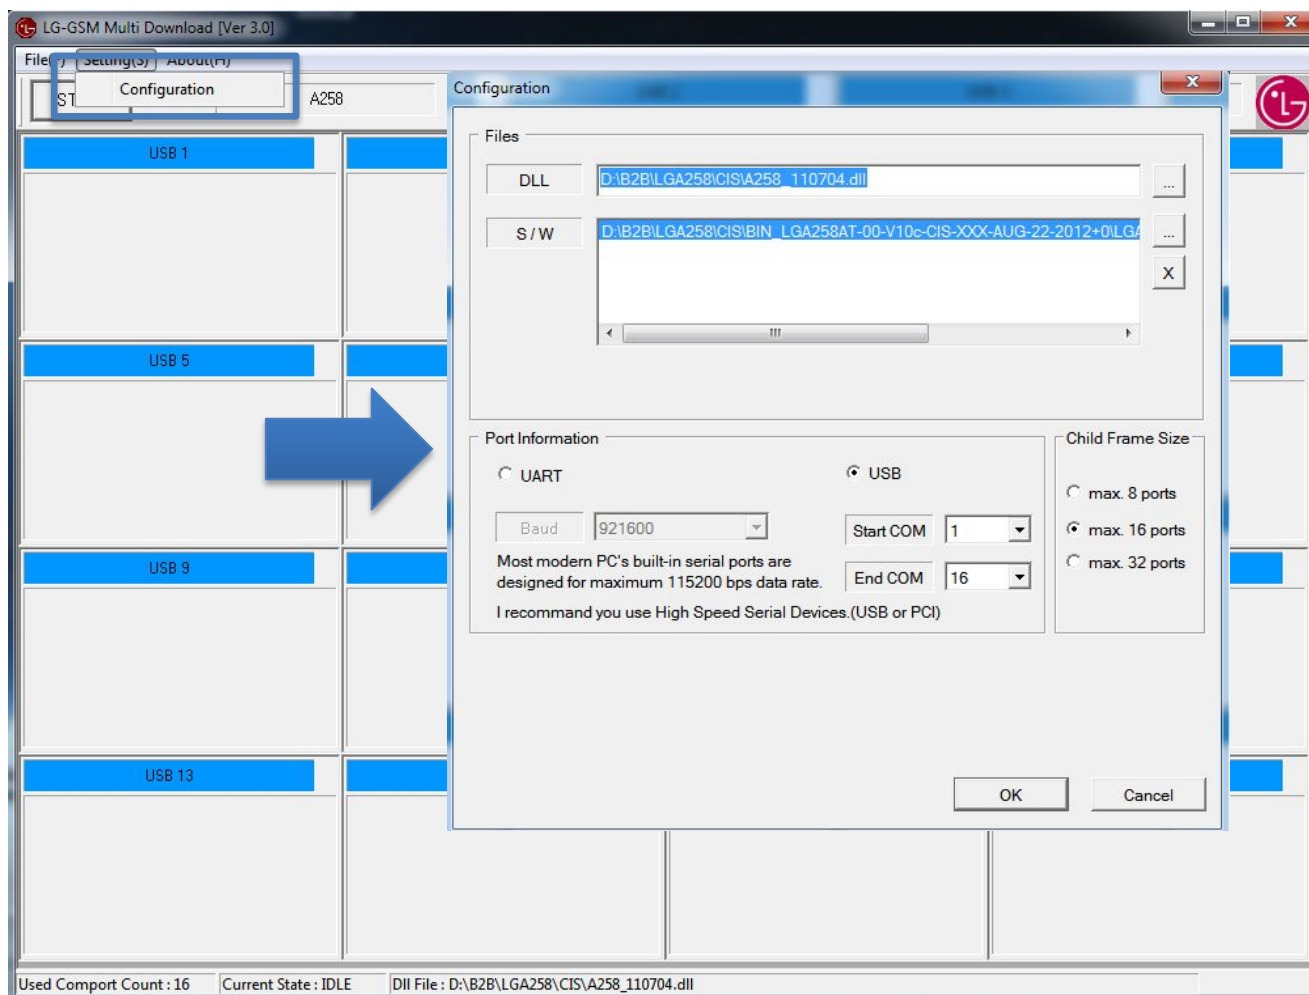 LG-GSM Multi Download [Ver 3.0]
Setting(S) About(H)
Configuration
A258
USB 1
USB 5
USB 9
USB 13
Configuration
Files
DLL D:\B2B\LGA258\CIS\A258_110704.dll ...
S / W D:\B2B\LGA258\CIS\BIN_LGA258AT-00-V10c-CIS-XXX-AUG-22-2012+0\LGA ...
X
Port Information
UART
USB
Baud 921600
Start COM 1
Most modern PC's built-in serial ports are
designed for maximum 115200 bps data rate.
End COM 16
I recommand you use High Speed Serial Devices.(USB or PCI)
Child Frame Size
max. 8 ports
max. 16 ports
max. 32 ports
OK Cancel
Used Comport Count : 16 Current State : IDLE Dll File : D:\B2B\LGA258\CIS\A258_110704.dll